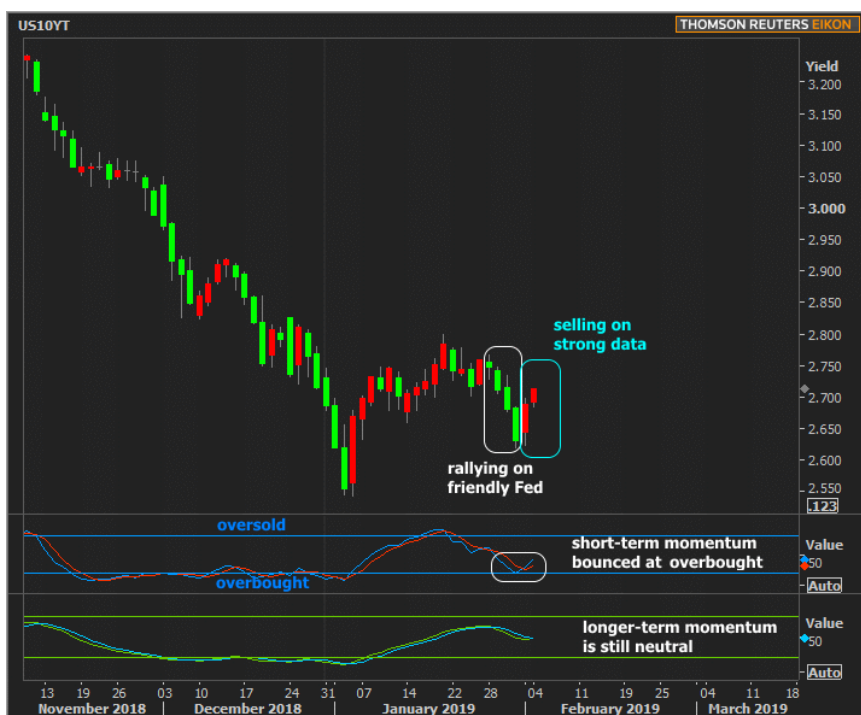 US10YT
THOMSON REUTERS EIKON
Yield
3.200
3.150
3.100
3.050
3.000
2.950
2.900
2.850
2.800
2.750
2.700
2.650
2.600
2.550
.123
selling on
strong data
rallying on
friendly Fed
oversold
overbought
short-term momentum
bounced at overbought
Value
50
Auto
longer-term momentum
is still neutral
Value
50
Auto
13 19 26 03 10 17 24 31 07 14 22 28 04 11 19 25 04 11 18
November 2018 December 2018 January 2019 February 2019 March 2019